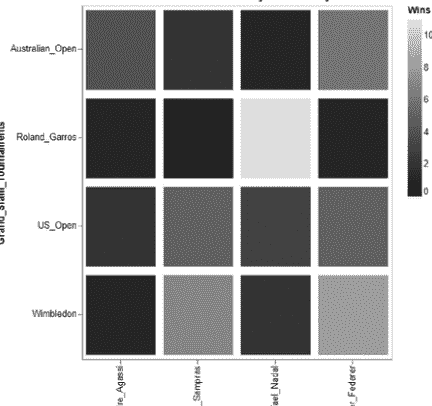 Wins
Australian_Open
Roland_Garros
US_Open
Wimbledon
10
8
6
4
2
0
Grand_Slam_Tournaments
re_Agassi
_Sampras
ael_Nadal
r_Federer